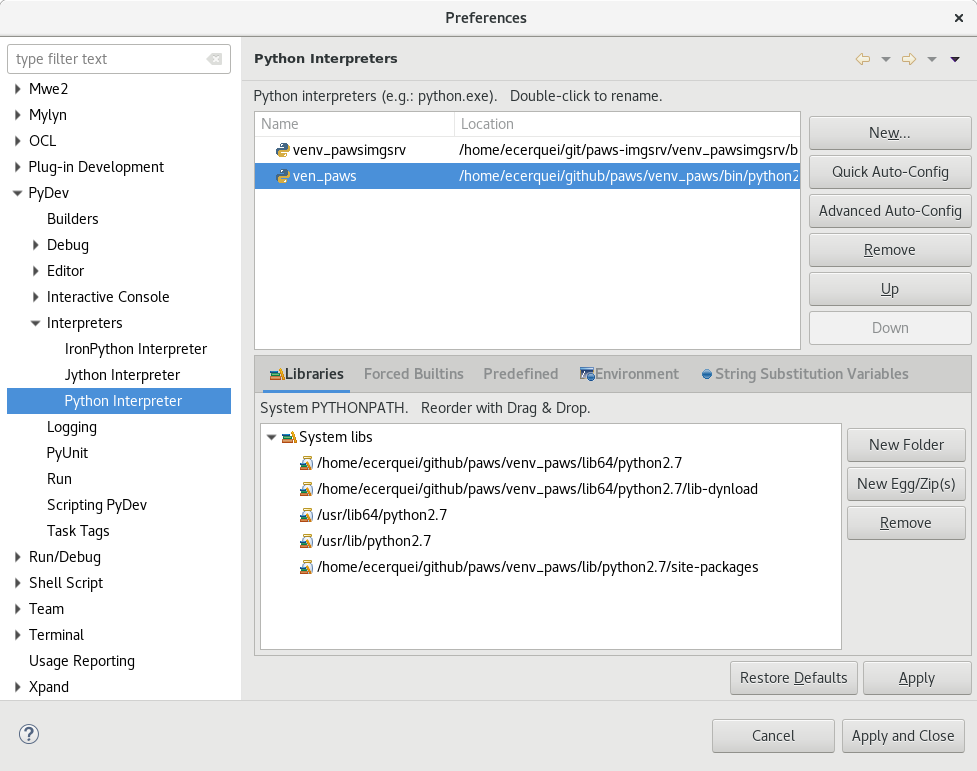 Preferences
type filter text
Mwe2
Mylyn
OCL
Plug-in Development
PyDev
Builders
Debug
Editor
Interactive Console
Interpreters
IronPython Interpreter
Jython Interpreter
Python Interpreter
Logging
PyUnit
Run
Scripting PyDev
Task Tags
Run/Debug
Shell Script
Team
Terminal
Usage Reporting
Xpand
Python Interpreters
Python interpreters (e.g.: python.exe). Double-click to rename.
Name Location
venv_pawsimgsrv /home/ecerquei/git/paws-imgsrv/venv_pawsimgsrv/b
ven_paws /home/ecerquei/github/paws/venv_paws/bin/python2
New...
Quick Auto-Config
Advanced Auto-Config
Remove
Up
Down
Libraries Forced Builtins Predefined Environment String Substitution Variables
System PYTHONPATH. Reorder with Drag & Drop.
System libs
/home/ecerquei/github/paws/venv_paws/lib64/python2.7
/home/ecerquei/github/paws/venv_paws/lib64/python2.7/lib-dynload
/usr/lib64/python2.7
/usr/lib/python2.7
/home/ecerquei/github/paws/venv_paws/lib/python2.7/site-packages
New Folder
New Egg/Zip(s)
Remove
Restore Defaults Apply
Cancel Apply and Close